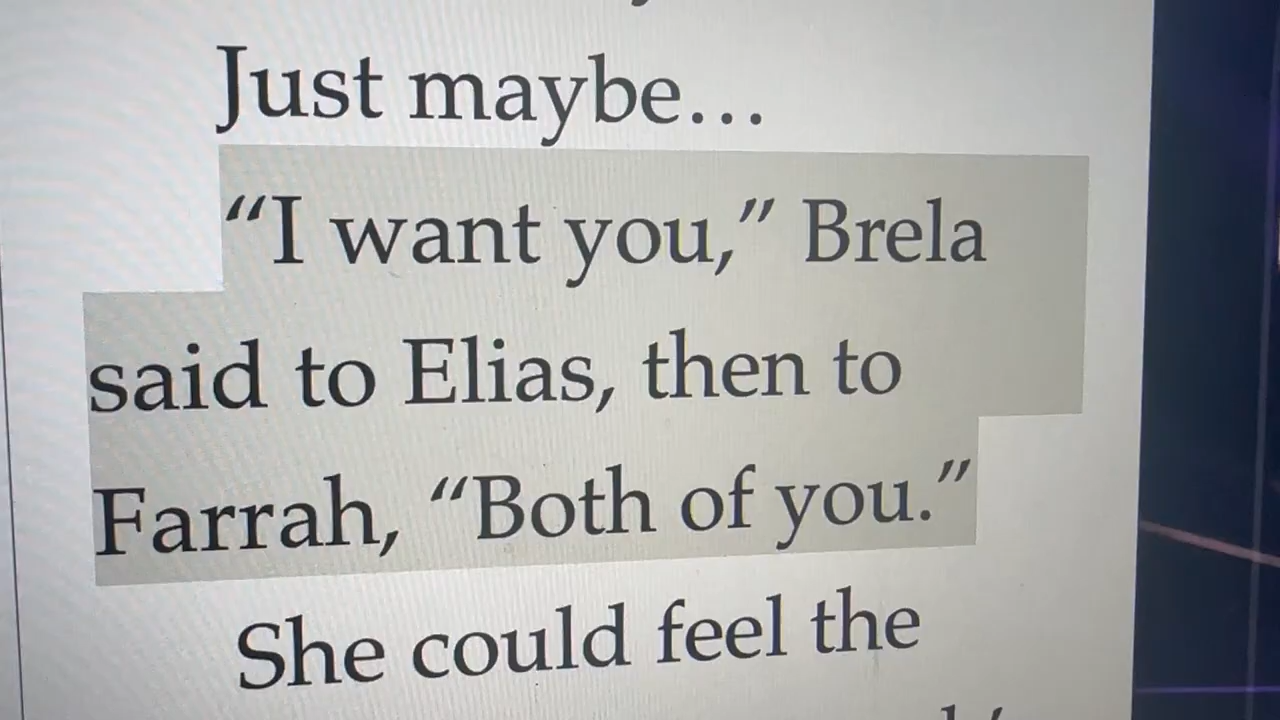 Just maybe...
“I want you,” Brela
said to Elias, then to
Farrah, “Both of you.”
She could feel the